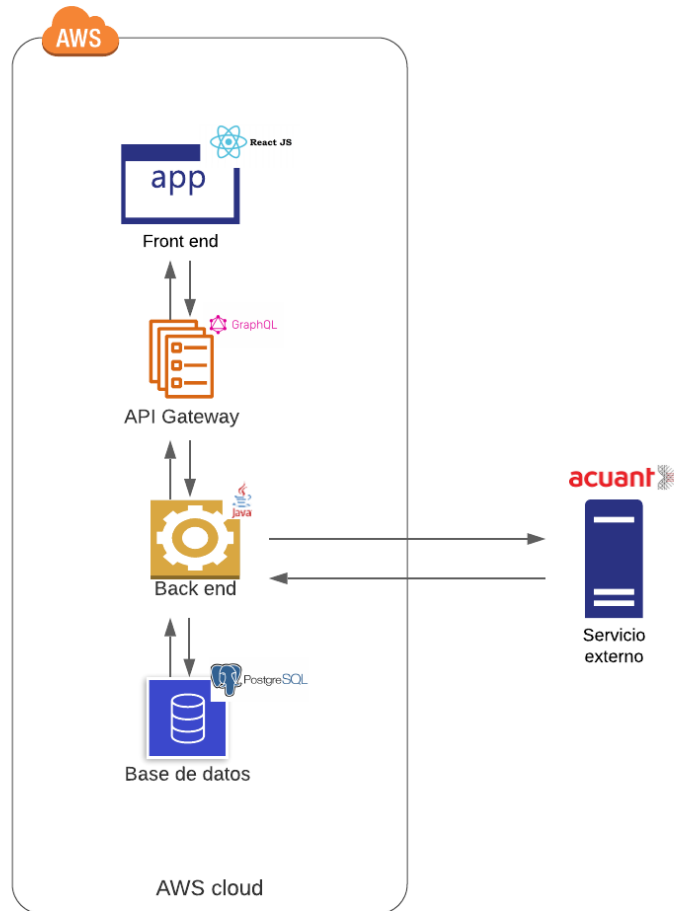 AWS
React JS
app
Front end
GraphQL
API Gateway
acuant
Java
Back end
Servicio
externo
PostgreSQL
Base de datos
AWS cloud